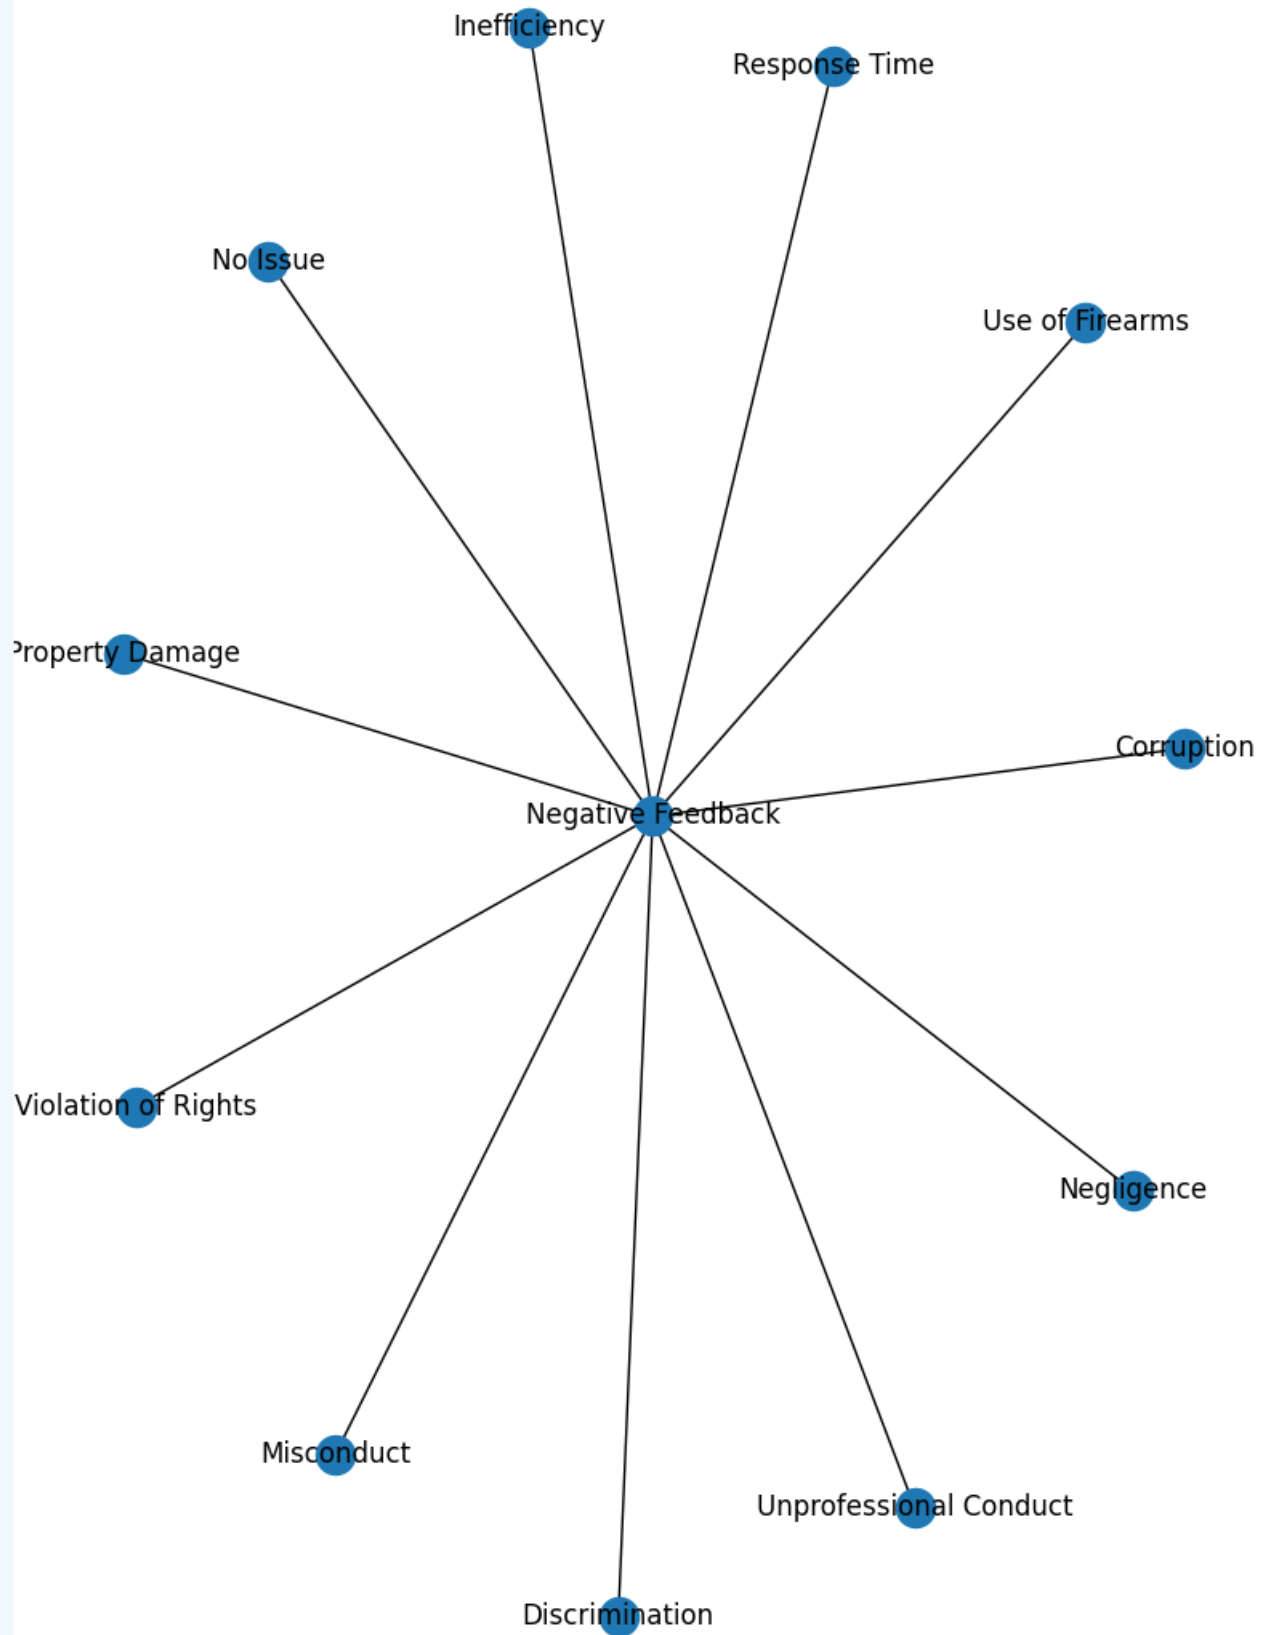 Inefficiency
Response Time
No Issue
Use of Firearms
Property Damage
Corruption
Negative Feedback
Violation of Rights
Negligence
Misconduct
Unprofessional Conduct
Discrimination